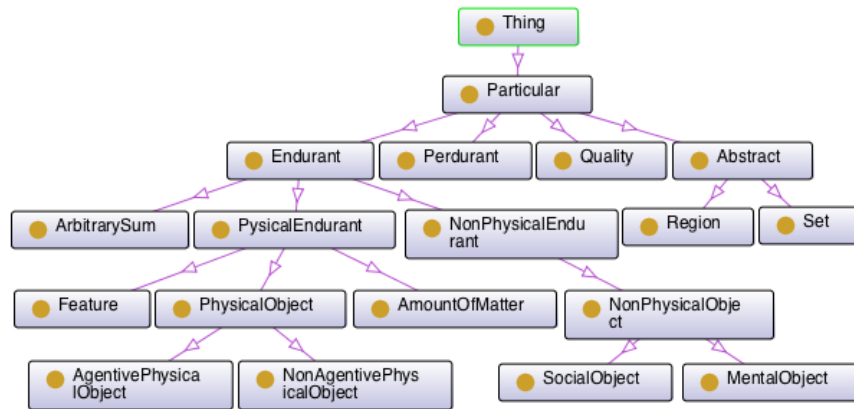 Thing
Particular
Endurant
Perdurant
Quality
Abstract
ArbitrarySum
PysicalEndurant
NonPhysicalEndu
rant
Region
Set
Feature
PhysicalObject
AmountOfMatter
NonPhysicalObje
ct
AgentivePhysica
lObject
NonAgentivePhys
icalObject
SocialObject
MentalObject